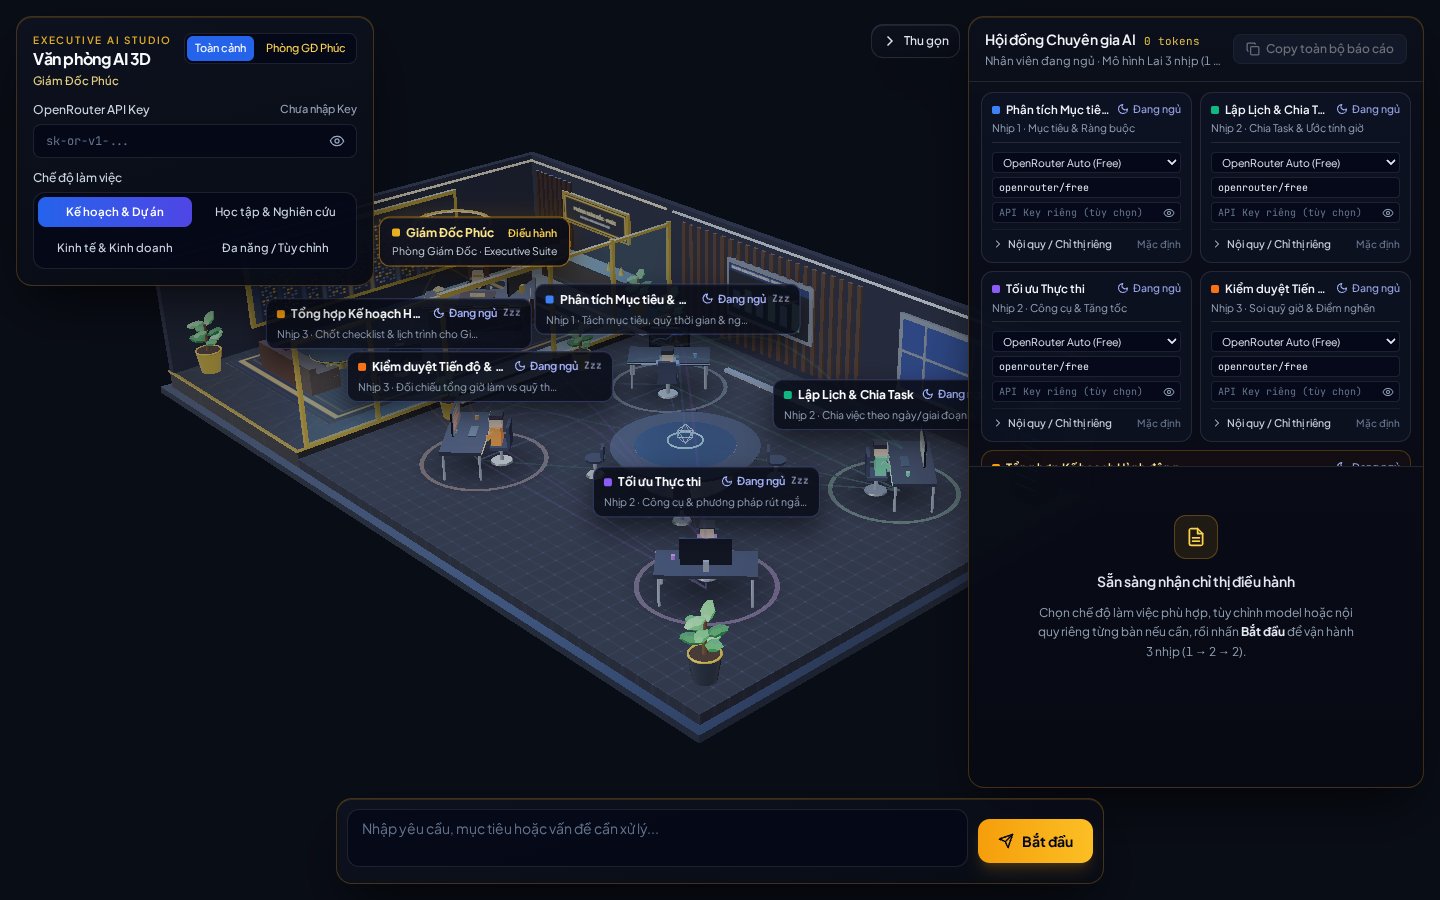 EXECUTIVE AI STUDIO
Văn phòng AI 3D
Giám Đốc Phúc
Toàn cảnh
Phòng GĐ Phúc
OpenRouter API Key
Chưa nhập Key
sk-or-v1-...
Chế độ làm việc
Kế hoạch & Dự án
Học tập & Nghiên cứu
Kinh tế & Kinh doanh
Đa năng / Tùy chỉnh
Thu gọn
Giám Đốc Phúc Điều hành
Phòng Giám Đốc · Executive Suite
Phân tích Mục tiêu & ... Đang ngủ Zzz
Nhịp 1 · Tách mục tiêu, quỹ thời gian & ng...
Tổng hợp Kế hoạch H... Đang ngủ Zzz
Nhịp 3 · Chốt checklist & lịch trình cho Gi...
Kiểm duyệt Tiến độ & ... Đang ngủ Zzz
Nhịp 3 · Đối chiếu tổng giờ làm vs quỹ th...
Lập Lịch & Chia Task Đang
Nhịp 2 · Chia việc theo ngày/giai đoạn
Tối ưu Thực thi Đang ngủ Zzz
Nhịp 2 · Công cụ & phương pháp rút ngắ...
Hội đồng Chuyên gia AI 0 tokens
Nhân viên đang ngủ · Mô hình Lai 3 nhịp (1 ...
Copy toàn bộ báo cáo
Phân tích Mục tiê... Đang ngủ
Nhịp 1 · Mục tiêu & Ràng buộc
OpenRouter Auto (Free)
openrouter/free
API Key riêng (tùy chọn)
Nội quy / Chỉ thị riêng Mặc định
Lập Lịch & Chia T... Đang ngủ
Nhịp 2 · Chia Task & Ước tính giờ
OpenRouter Auto (Free)
openrouter/free
API Key riêng (tùy chọn)
Nội quy / Chỉ thị riêng Mặc định
Tối ưu Thực thi Đang ngủ
Nhịp 2 · Công cụ & Tăng tốc
OpenRouter Auto (Free)
openrouter/free
API Key riêng (tùy chọn)
Nội quy / Chỉ thị riêng Mặc định
Kiểm duyệt Tiến ... Đang ngủ
Nhịp 3 · Soi quỹ giờ & Điểm nghẽn
OpenRouter Auto (Free)
openrouter/free
API Key riêng (tùy chọn)
Nội quy / Chỉ thị riêng Mặc định
Sẵn sàng nhận chỉ thị điều hành
Chọn chế độ làm việc phù hợp, tùy chỉnh model hoặc nội
quy riêng từng bàn nếu cần, rồi nhấn Bắt đầu để vận hành
3 nhịp (1 → 2 → 2).
Nhập yêu cầu, mục tiêu hoặc vấn đề cần xử lý...
Bắt đầu